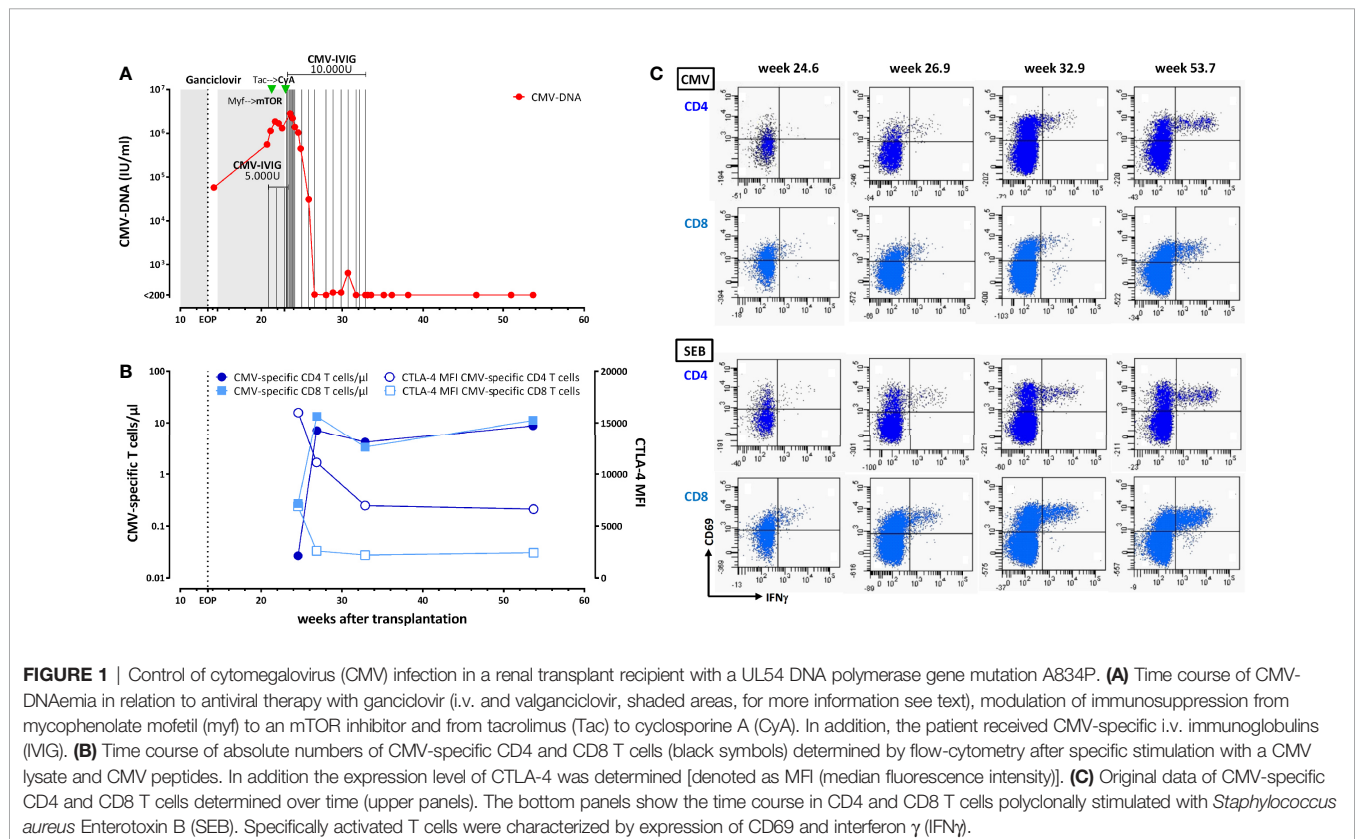 A
Ganciclovir
Tac-->CyA
CMV-IVIG
10.000U
Myf-->mTOR
CMV-IVIG
5.000U
CMV-DNA
CMV-DNA (IU/ml)
10⁷
10⁶
10⁵
10⁴
10³
<200
10 EOP 20 30 40 50 60
B
CMV-specific CD4 T cells/µl
CTLA-4 MFI CMV-specific CD4 T cells
CMV-specific CD8 T cells/µl
CTLA-4 MFI CMV-specific CD8 T cells
CMV-specific T cells/µl
100
10
1
0.1
0.01
20000
15000
10000
5000
0
CTLA-4 MFI
10 EOP 20 30 40 50 60
weeks after transplantation
C
week 24.6 week 26.9 week 32.9 week 53.7
CMV
CD4
CD8
SEB
CD4
CD8
CD69
IFNγ
FIGURE 1 | Control of cytomegalovirus (CMV) infection in a renal transplant recipient with a UL54 DNA polymerase gene mutation A834P. (A) Time course of CMV-
DNAemia in relation to antiviral therapy with ganciclovir (i.v. and valganciclovir, shaded areas, for more information see text), modulation of immunosuppression from
mycophenolate mofetil (myf) to an mTOR inhibitor and from tacrolimus (Tac) to cyclosporine A (CyA). In addition, the patient received CMV-specific i.v. immunoglobulins
(IVIG). (B) Time course of absolute numbers of CMV-specific CD4 and CD8 T cells (black symbols) determined by flow-cytometry after specific stimulation with a CMV
lysate and CMV peptides. In addition the expression level of CTLA-4 was determined [denoted as MFI (median fluorescence intensity)]. (C) Original data of CMV-specific
CD4 and CD8 T cells determined over time (upper panels). The bottom panels show the time course in CD4 and CD8 T cells polyclonally stimulated with Staphylococcus
aureus Enterotoxin B (SEB). Specifically activated T cells were characterized by expression of CD69 and interferon γ (IFNγ).